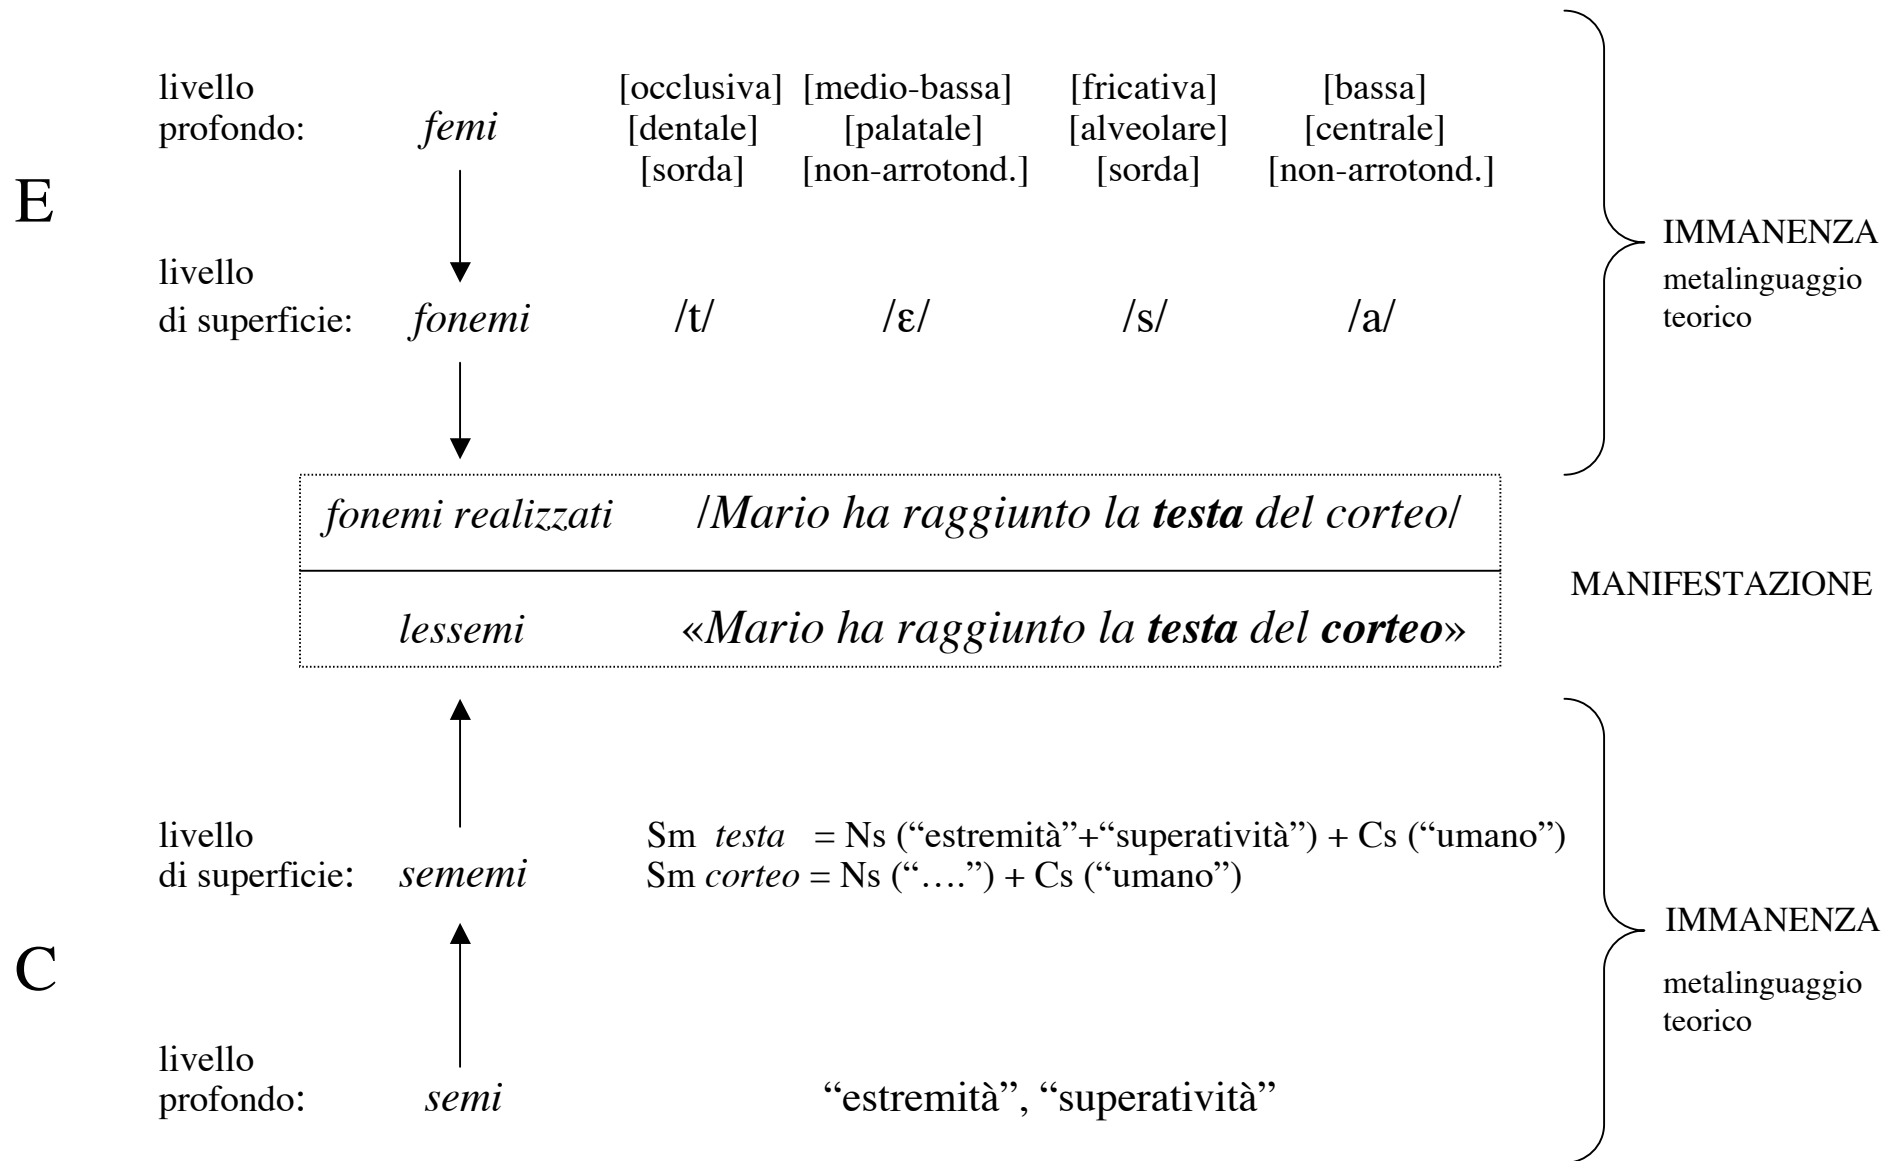 livello [occlusiva] [medio-bassa] [fricativa] [bassa]
profondo: femi [dentale] [palatale] [alveolare] [centrale]
[sorda] [non-arrotond.] [sorda] [non-arrotond.]
E
IMMANENZA
livello metalinguaggio
di superficie: fonemi /t/ /ε/ /s/ /a/ teorico
fonemi realizzati /Mario ha raggiunto la testa del corteo/
MANIFESTAZIONE
lessemi «Mario ha raggiunto la testa del corteo»
livello Sm testa = Ns (“estremità”+“superatività”) + Cs (“umano”)
di superficie: sememi Sm corteo = Ns (“….”) + Cs (“umano”)
IMMANENZA
C
metalinguaggio
teorico
livello
profondo: semi “estremità”, “superatività”